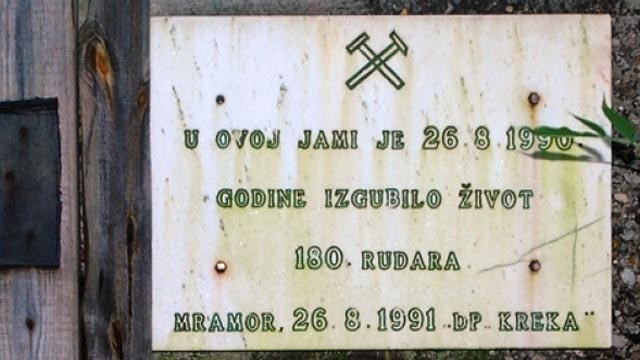 U OVOJ JAMI JE 26 8. 1990.
GODINE IZGUBILO ŽIVOT
180. RUDARA
MRAMOR, 26. 8. 1991 „DP KREKA"